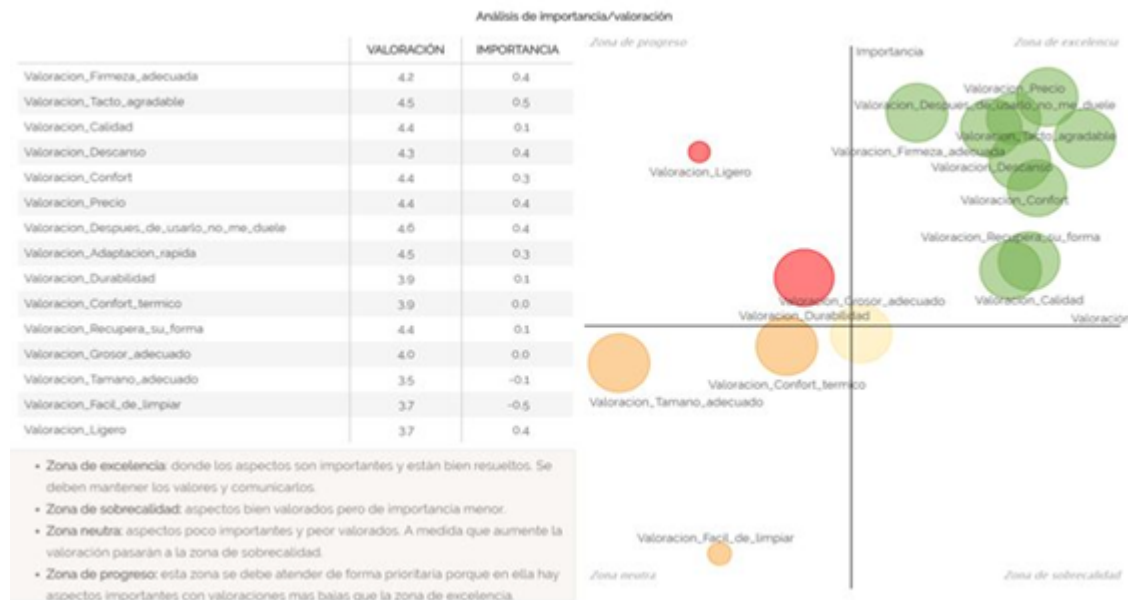 Análisis de importancia/valoración
VALORACIÓN IMPORTANCIA
Valoracion_Firmeza_adecuada 4.2 0.4
Valoracion_Tacto_agradable 4.5 0.5
Valoracion_Calidad 4.4 0.1
Valoracion_Descanso 4.3 0.4
Valoracion_Confort 4.4 0.3
Valoracion_Precio 4.4 0.4
Valoracion_Despues_de_usarlo_no_me_duele 4.6 0.4
Valoracion_Adaptacion_rapida 4.5 0.3
Valoracion_Durabilidad 3.9 0.1
Valoracion_Confort_termico 3.9 0.0
Valoracion_Recupera_su_forma 4.4 0.1
Valoracion_Grosor_adecuado 4.0 0.0
Valoracion_Tamano_adecuado 3.5 -0.1
Valoracion_Facil_de_limpiar 3.7 -0.5
Valoracion_Ligero 3.7 0.4
• Zona de excelencia: donde los aspectos son importantes y están bien resueltos. Se
deben mantener los valores y comunicarlos.
• Zona de sobrecalidad: aspectos bien valorados pero de importancia menor.
• Zona neutra: aspectos poco importantes y peor valorados. A medida que aumente la
valoración pasarán a la zona de sobrecalidad.
• Zona de progreso: esta zona se debe atender de forma prioritaria porque en ella hay
aspectos importantes con valoraciones mas bajas que la zona de excelencia.
Zona de progreso
Zona de excelencia
Importancia
Valoracion_Precio
Valoracion_Despues_de_usarlo_no_me_duele
Valoracion_Tacto_agradable
Valoracion_Firmeza_adecuada
Valoracion_Descanso
Valoracion_Ligero
Valoracion_Confort
Valoracion_Recupera_su_forma
Valoracion_Grosor_adecuado
Valoracion_Calidad
Valoracion_Durabilidad
Valoración
Valoracion_Confort_termico
Valoracion_Tamano_adecuado
Valoracion_Facil_de_limpiar
Zona neutra
Zona de sobrecalidad